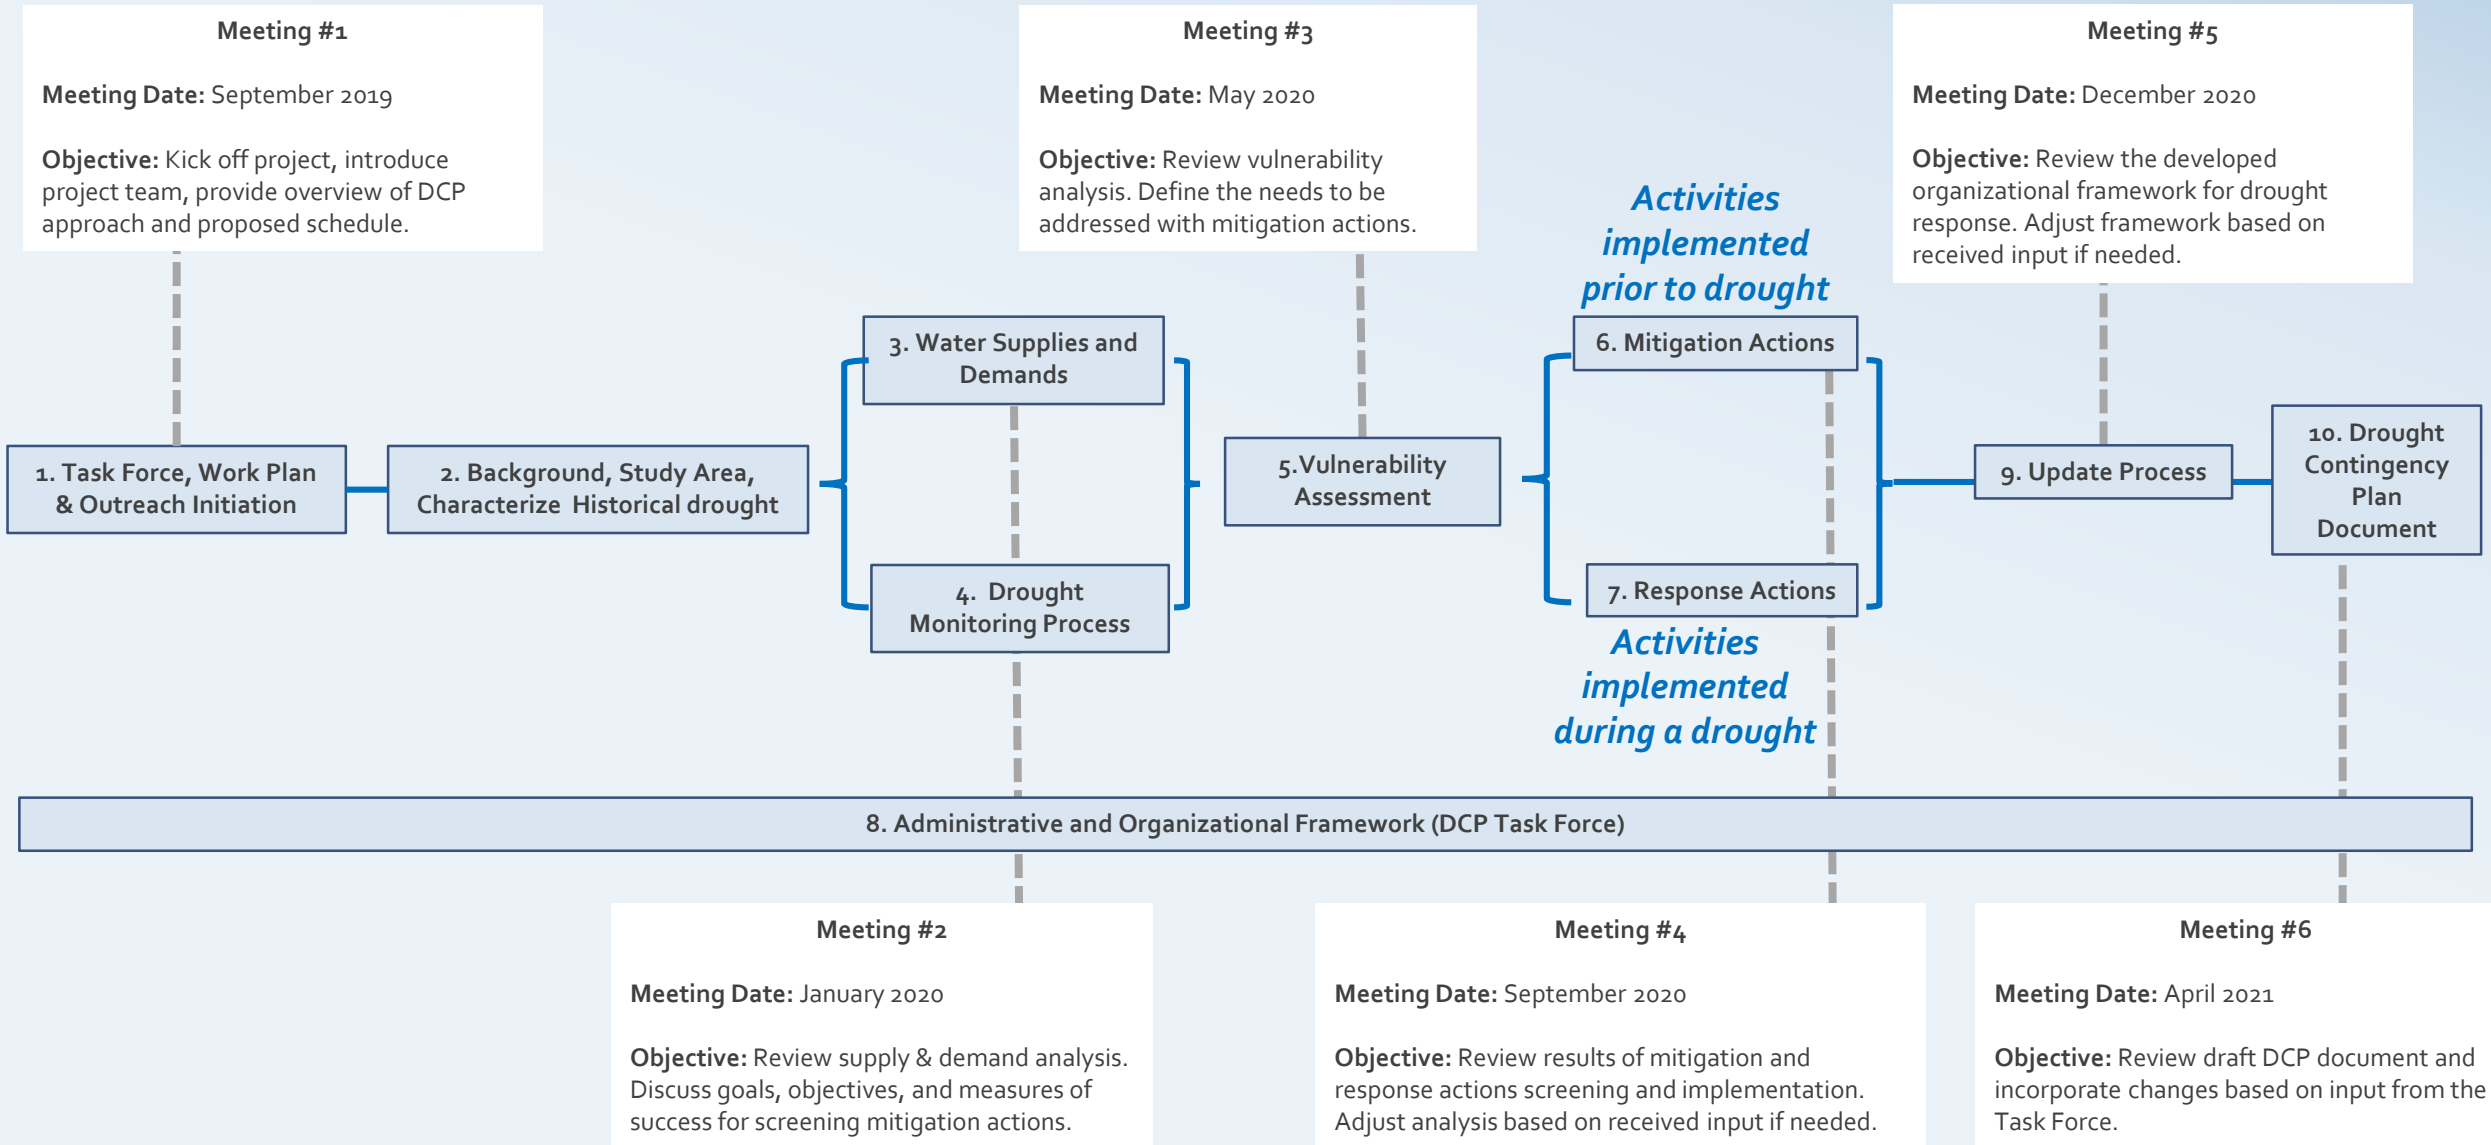 Meeting #1
Meeting Date: September 2019
Objective: Kick off project, introduce
project team, provide overview of DCP
approach and proposed schedule.
Meeting #3
Meeting Date: May 2020
Objective: Review vulnerability
analysis. Define the needs to be
addressed with mitigation actions.
Meeting #5
Meeting Date: December 2020
Objective: Review the developed
organizational framework for drought
response. Adjust framework based on
received input if needed.
Activities
implemented
prior to drought
1. Task Force, Work Plan
& Outreach Initiation
2. Background, Study Area,
Characterize  Historical drought
3. Water Supplies and
Demands
4.  Drought
Monitoring Process
5.Vulnerability
Assessment
6. Mitigation Actions
7. Response Actions
Activities
implemented
during a drought
9. Update Process
10. Drought
Contingency
Plan
Document
8. Administrative and Organizational Framework (DCP Task Force)
Meeting #2
Meeting Date: January 2020
Objective: Review supply & demand analysis.
Discuss goals, objectives, and measures of
success for screening mitigation actions.
Meeting #4
Meeting Date: September 2020
Objective: Review results of mitigation and
response actions screening and implementation.
Adjust analysis based on received input if needed.
Meeting #6
Meeting Date: April 2021
Objective: Review draft DCP document and
incorporate changes based on input from the
Task Force.